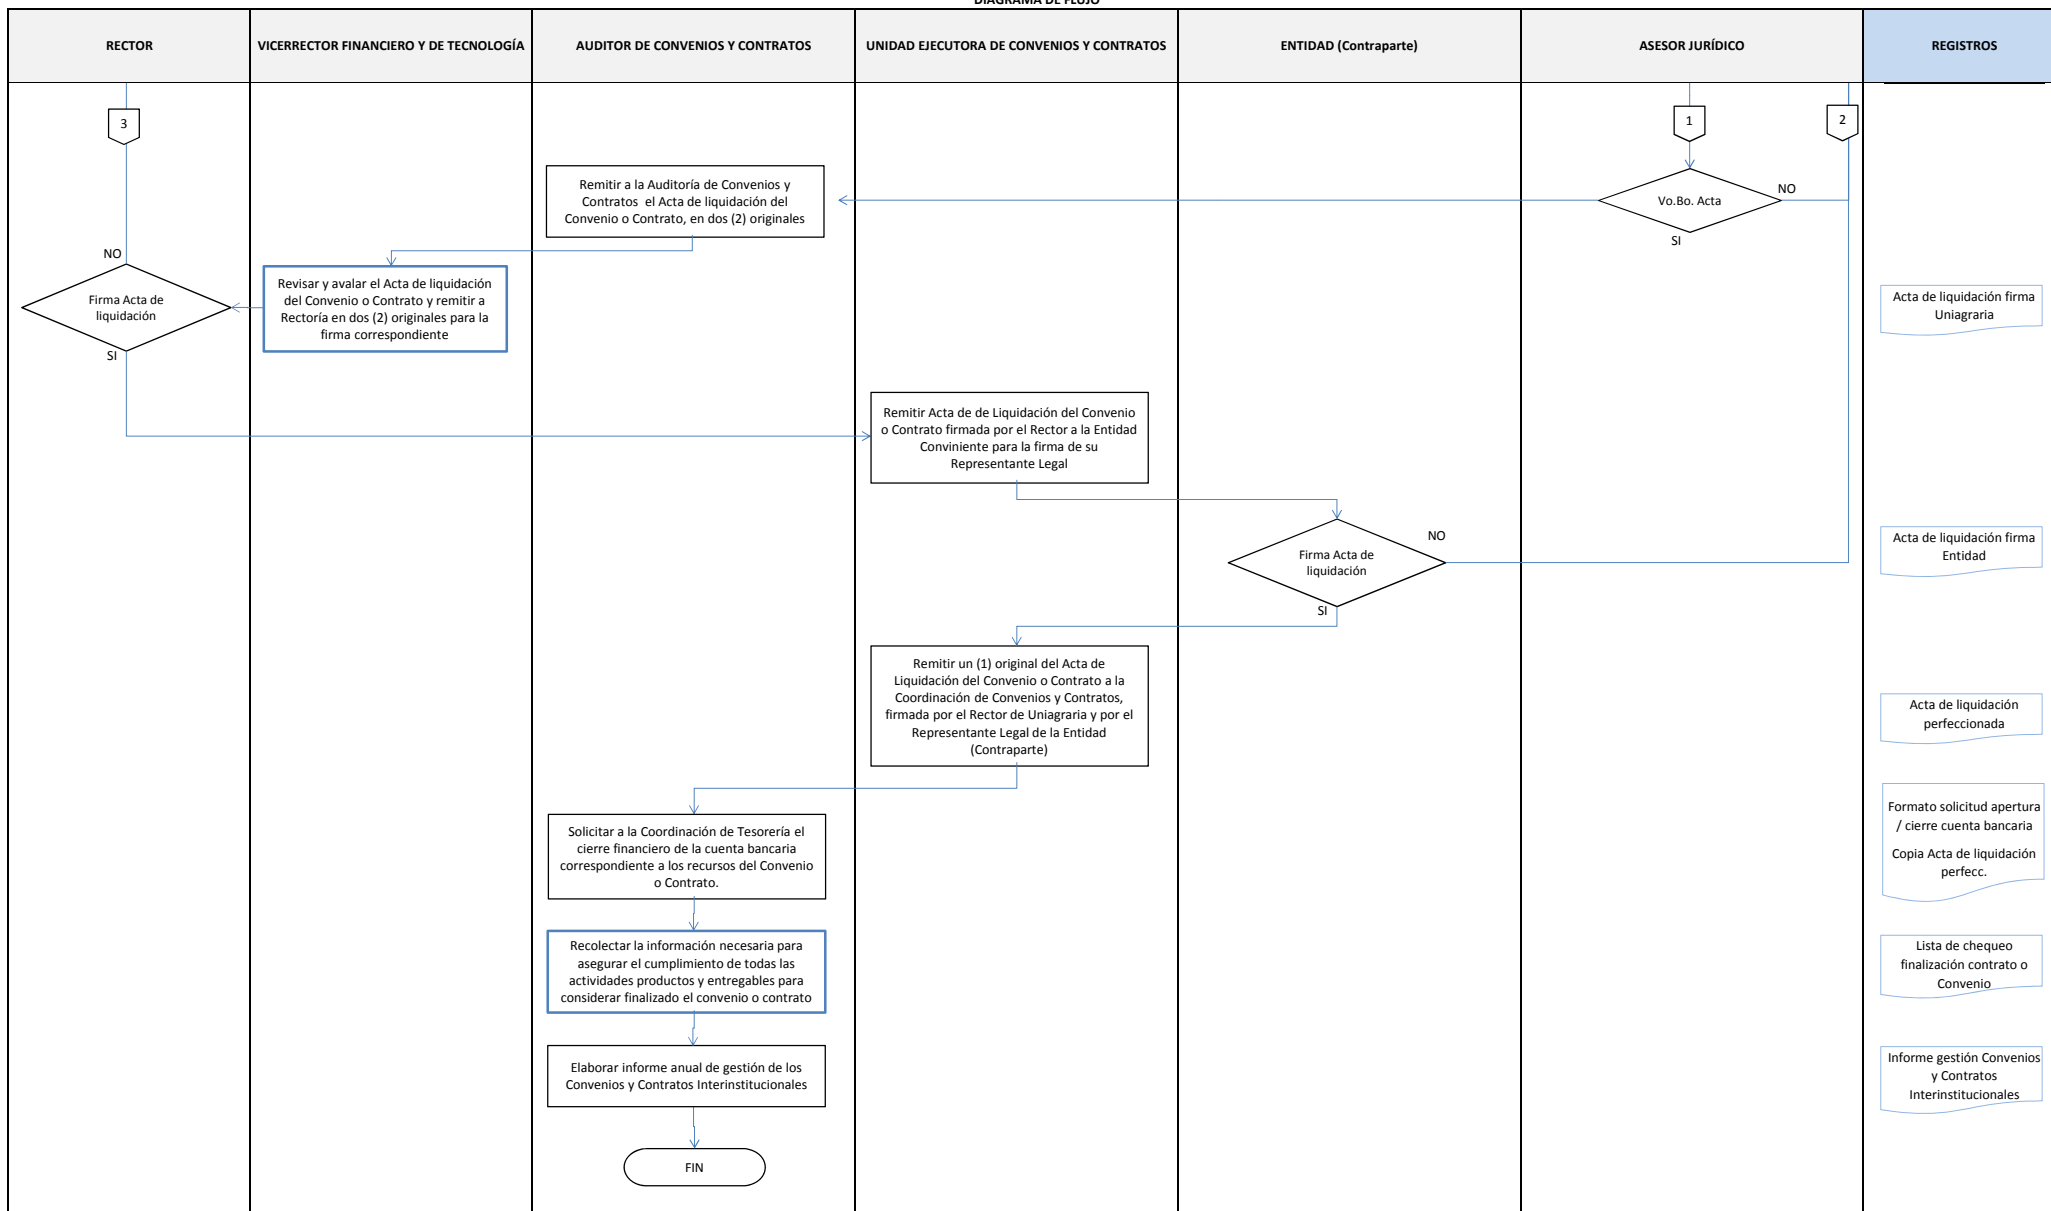 DIAGRAMA DE FLUJO
RECTOR
VICERRECTOR FINANCIERO Y DE TECNOLOGÍA
AUDITOR DE CONVENIOS Y CONTRATOS
UNIDAD EJECUTORA DE CONVENIOS Y CONTRATOS
ENTIDAD (Contraparte)
ASESOR JURÍDICO
REGISTROS
3
1
2
Remitir a la Auditoría de Convenios y
Contratos el Acta de liquidación del
Convenio o Contrato, en dos (2) originales
Vo.Bo. Acta
NO
SI
NO
Firma Acta de
liquidación
SI
Revisar y avalar el Acta de liquidación
del Convenio o Contrato y remitir a
Rectoría en dos (2) originales para la
firma correspondiente
Acta de liquidación firma
Uniagraria
Remitir Acta de de Liquidación del Convenio
o Contrato firmada por el Rector a la Entidad
Conviniente para la firma de su
Representante Legal
Firma Acta de
liquidación
NO
SI
Acta de liquidación firma
Entidad
Remitir un (1) original del Acta de
Liquidación del Convenio o Contrato a la
Coordinación de Convenios y Contratos,
firmada por el Rector de Uniagraria y por el
Representante Legal de la Entidad
(Contraparte)
Acta de liquidación
perfeccionada
Solicitar a la Coordinación de Tesorería el
cierre financiero de la cuenta bancaria
correspondiente a los recursos del Convenio
o Contrato.
Formato solicitud apertura
/ cierre cuenta bancaria
Copia Acta de liquidación
perfecc.
Recolectar la información necesaria para
asegurar el cumplimiento de todas las
actividades productos y entregables para
considerar finalizado el convenio o contrato
Lista de chequeo
finalización contrato o
Convenio
Elaborar informe anual de gestión de los
Convenios y Contratos Interinstitucionales
Informe gestión Convenios
y Contratos
Interinstitucionales
FIN